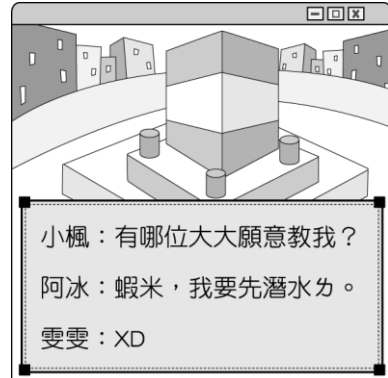 小楓：有哪位大大願意教我？
阿冰：蝦米，我要先潛水ㄌ。
雯雯：XD